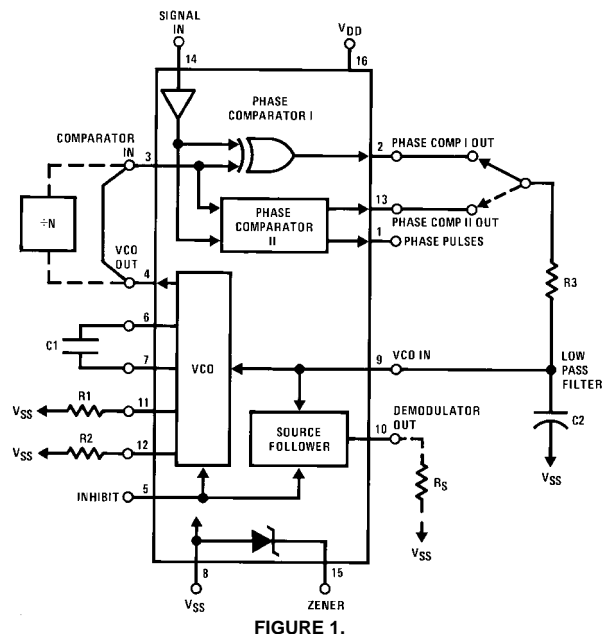 SIGNAL
IN
14
VDD
16
PHASE
COMPARATOR I
COMPARATOR
IN
3
2
PHASE COMP I OUT
÷N
PHASE
COMPARATOR
II
13
PHASE COMP II OUT
1
PHASE PULSES
VCO
OUT
4
R3
6
C1
7
VCO
9
VCO IN
LOW
PASS
FILTER
R1
VSS
11
10
DEMODULATOR
OUT
SOURCE
FOLLOWER
C2
R2
VSS
12
VSS
INHIBIT
5
RS
VSS
8
15
VSS
ZENER
FIGURE 1.